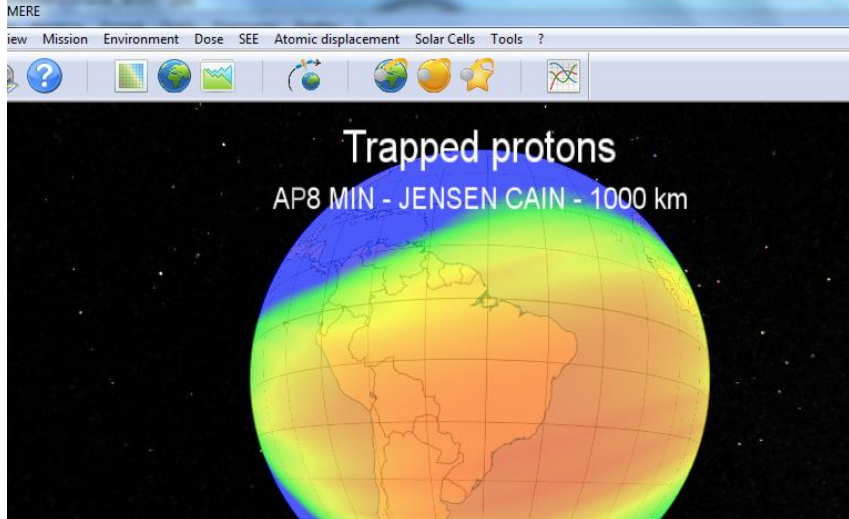 MERE
iew Mission Environment Dose SEE Atomic displacement Solar Cells Tools ?
Trapped protons
AP8 MIN - JENSEN CAIN - 1000 km